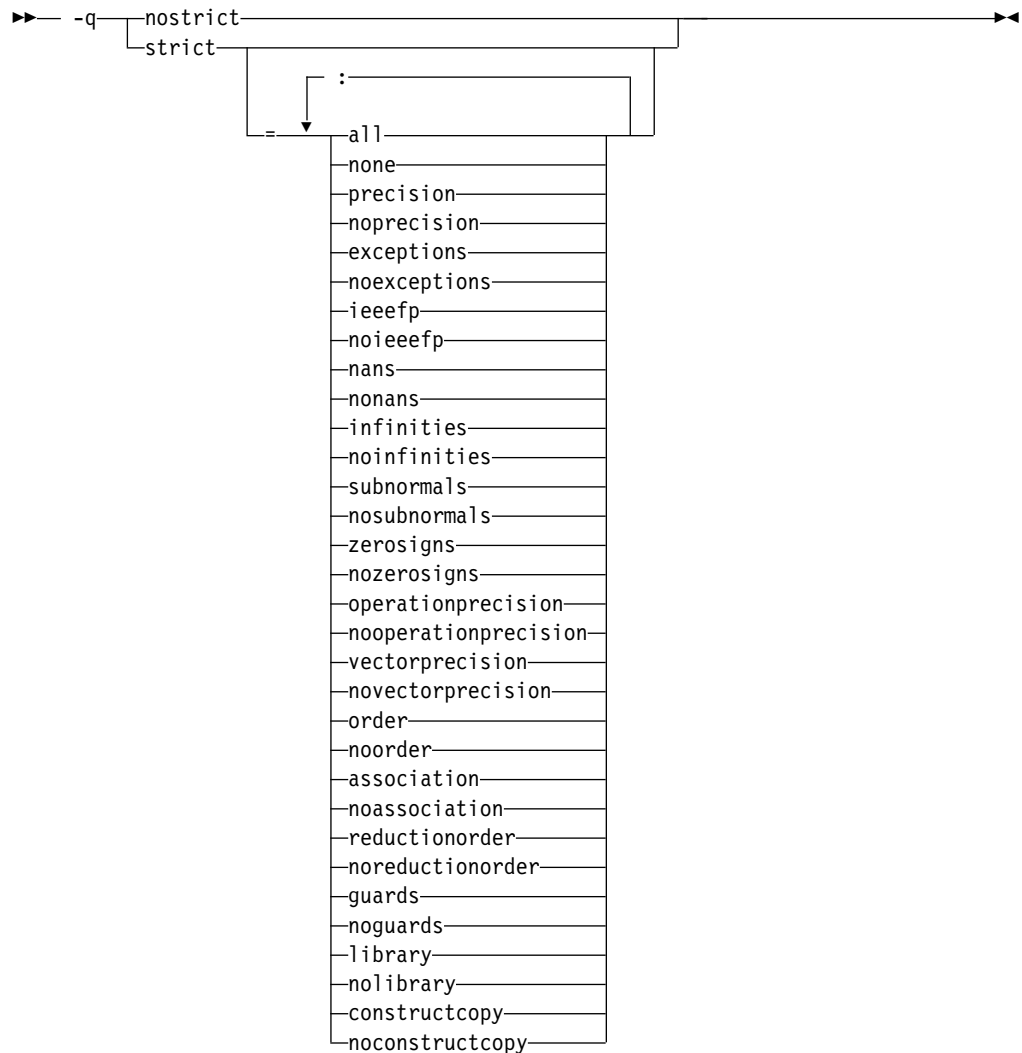 -q nostrict
strict
:
= all
none
precision
noprecision
exceptions
noexceptions
ieeefp
noieeefp
nans
nonans
infinities
noinfinities
subnormals
nosubnormals
zerosigns
nozerosigns
operationprecision
nooperationprecision
vectorprecision
novectorprecision
order
noorder
association
noassociation
reductionorder
noreductionorder
guards
noguards
library
nolibrary
constructcopy
noconstructcopy